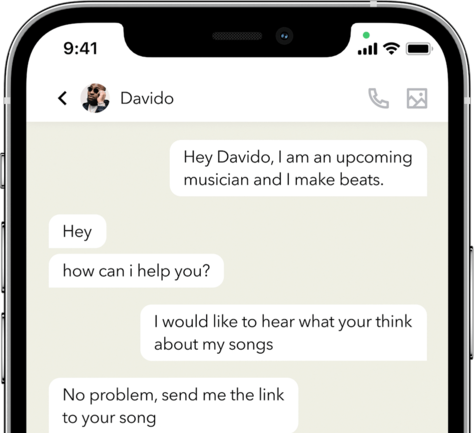 9:41
Davido
Hey Davido, I am an upcoming
musician and I make beats.
Hey
how can i help you?
I would like to hear what your think
about my songs
No problem, send me the link
to your song